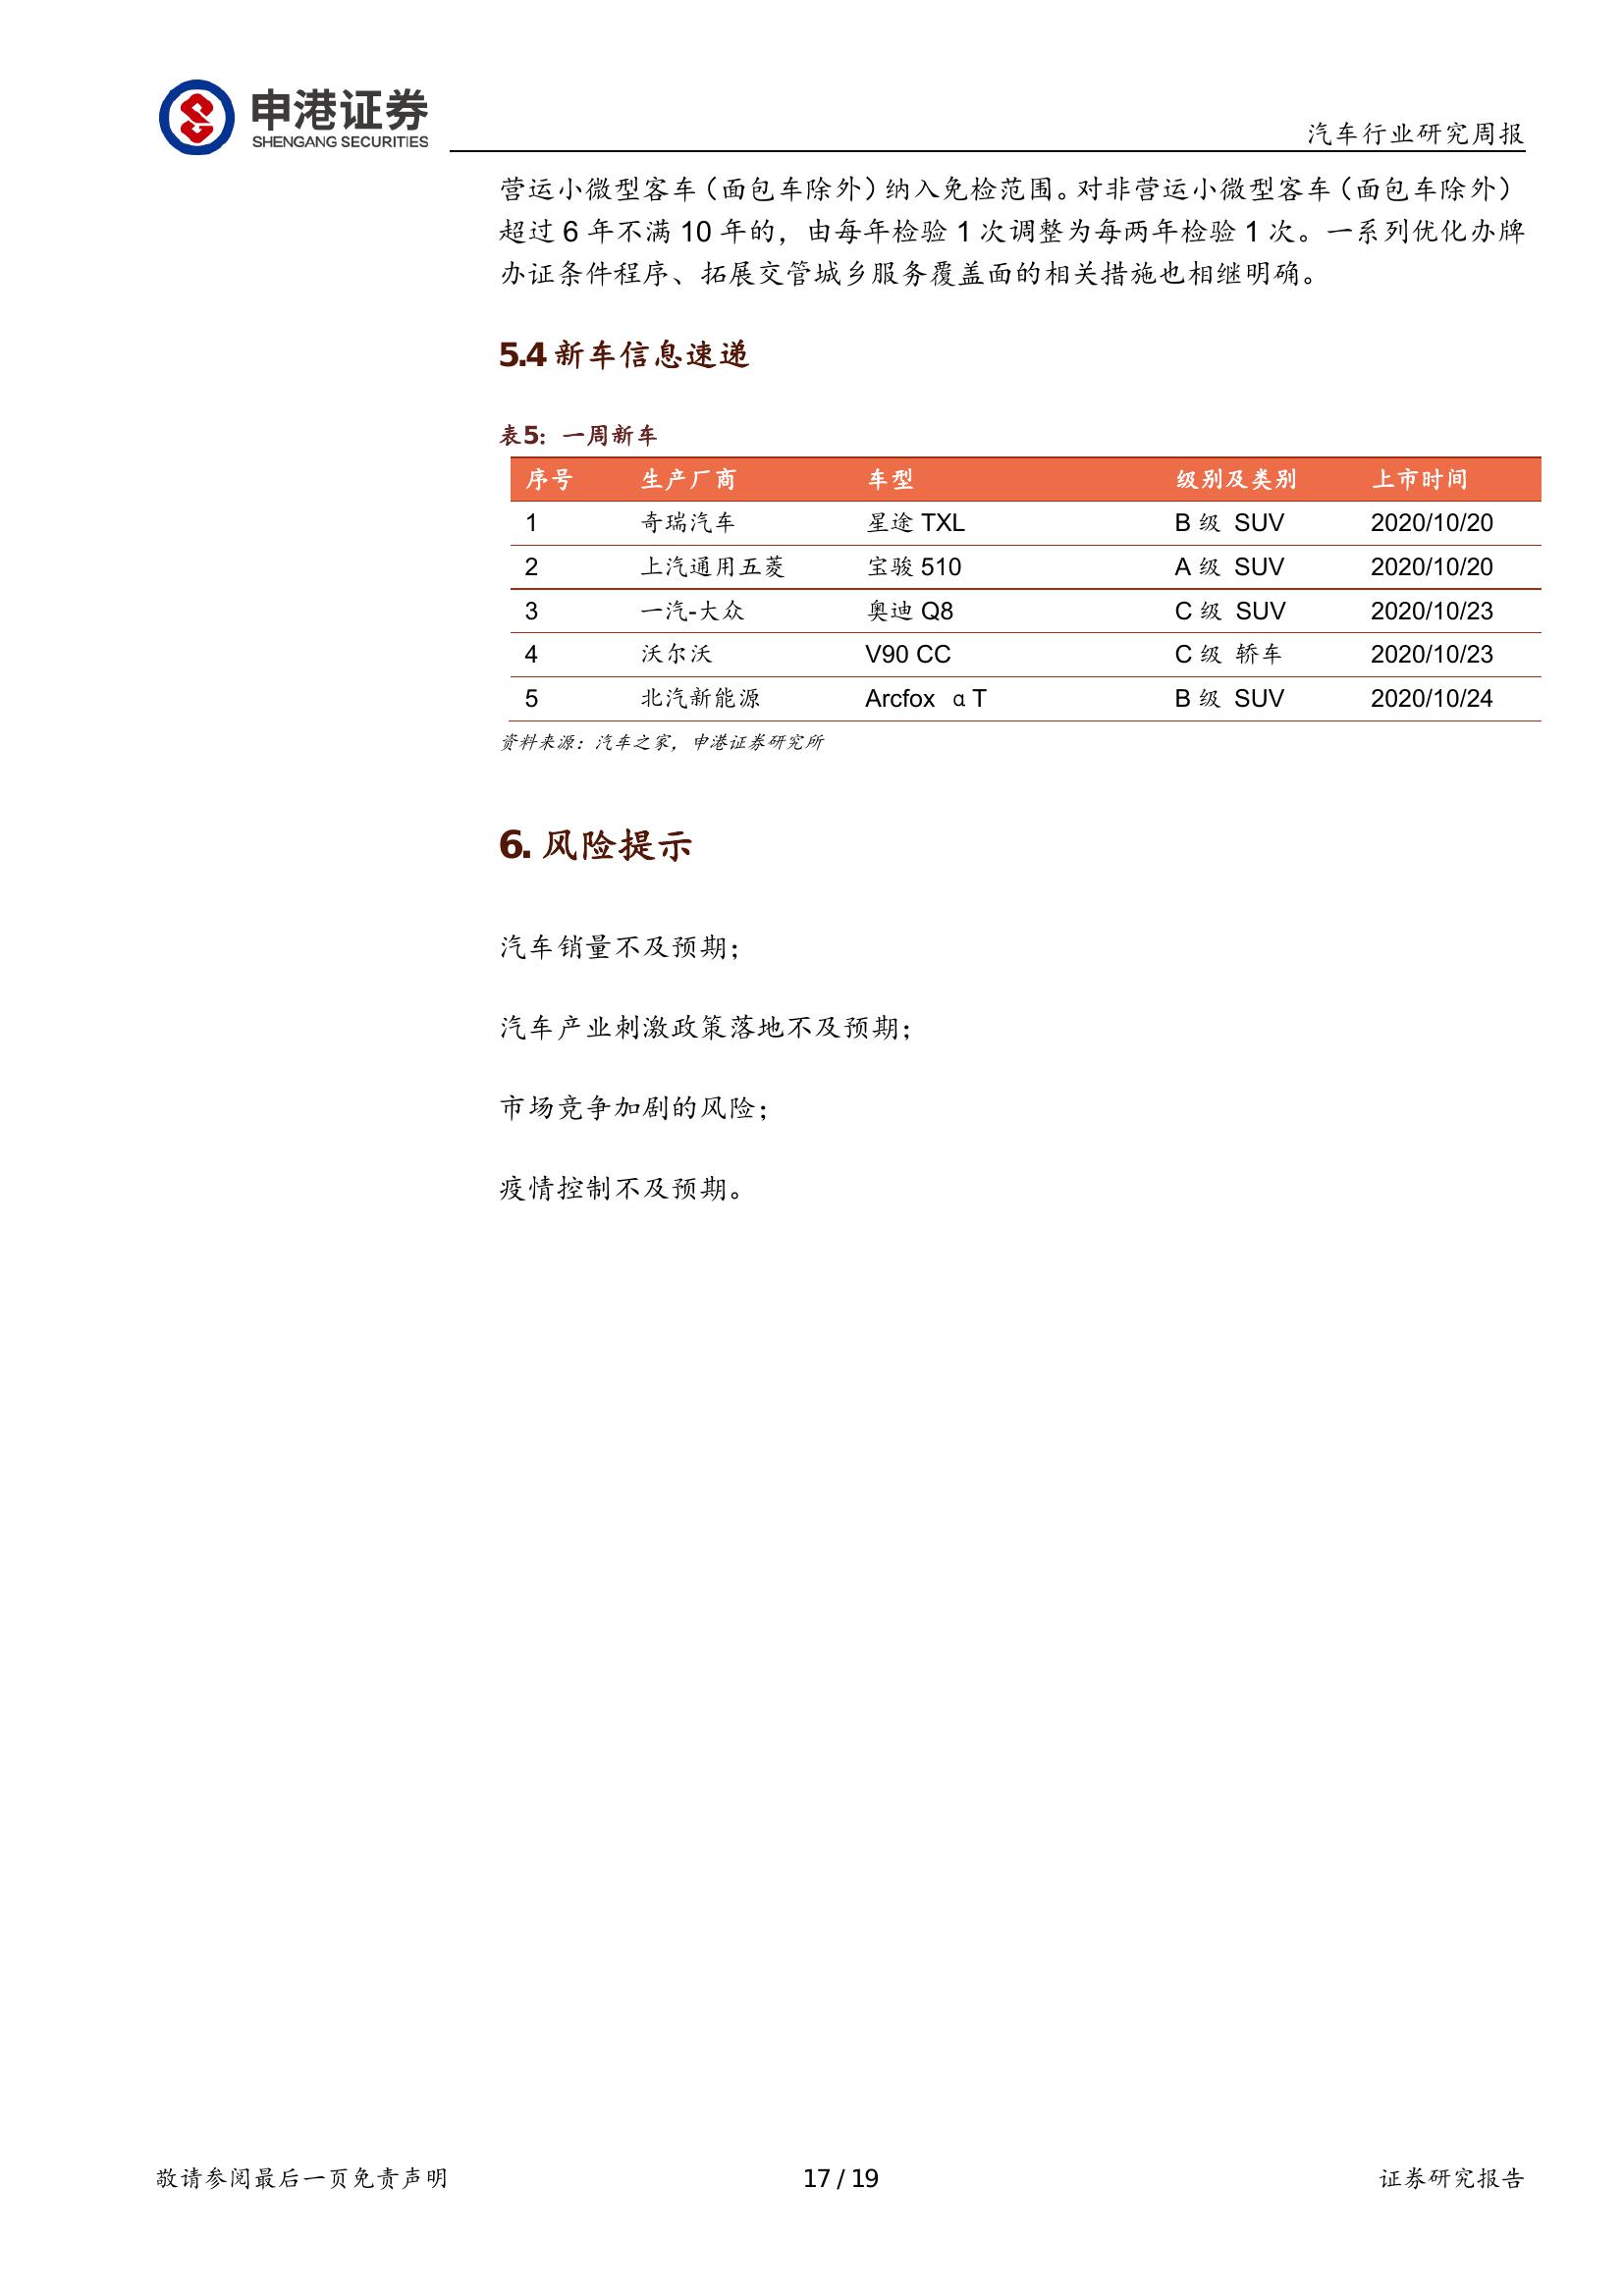 申港证券
SHENGANG SECURITIES
汽车行业研究周报
营运小微型客车（面包车除外）纳入免检范围。对非营运小微型客车（面包车除外）
超过 6 年不满 10 年的，由每年检验 1 次调整为每两年检验 1 次。一系列优化办牌
办证条件程序、拓展交管城乡服务覆盖面的相关措施也相继明确。
5.4 新车信息速递
表5：一周新车
序号 生产厂商 车型 级别及类别 上市时间
1 奇瑞汽车 星途 TXL B 级 SUV 2020/10/20
2 上汽通用五菱 宝骏 510 A 级 SUV 2020/10/20
3 一汽-大众 奥迪 Q8 C 级 SUV 2020/10/23
4 沃尔沃 V90 CC C 级 轿车 2020/10/23
5 北汽新能源 Arcfox αT B 级 SUV 2020/10/24
资料来源：汽车之家，申港证券研究所
6. 风险提示
汽车销量不及预期；
汽车产业刺激政策落地不及预期；
市场竞争加剧的风险；
疫情控制不及预期。
敬请参阅最后一页免责声明 17 / 19 证券研究报告